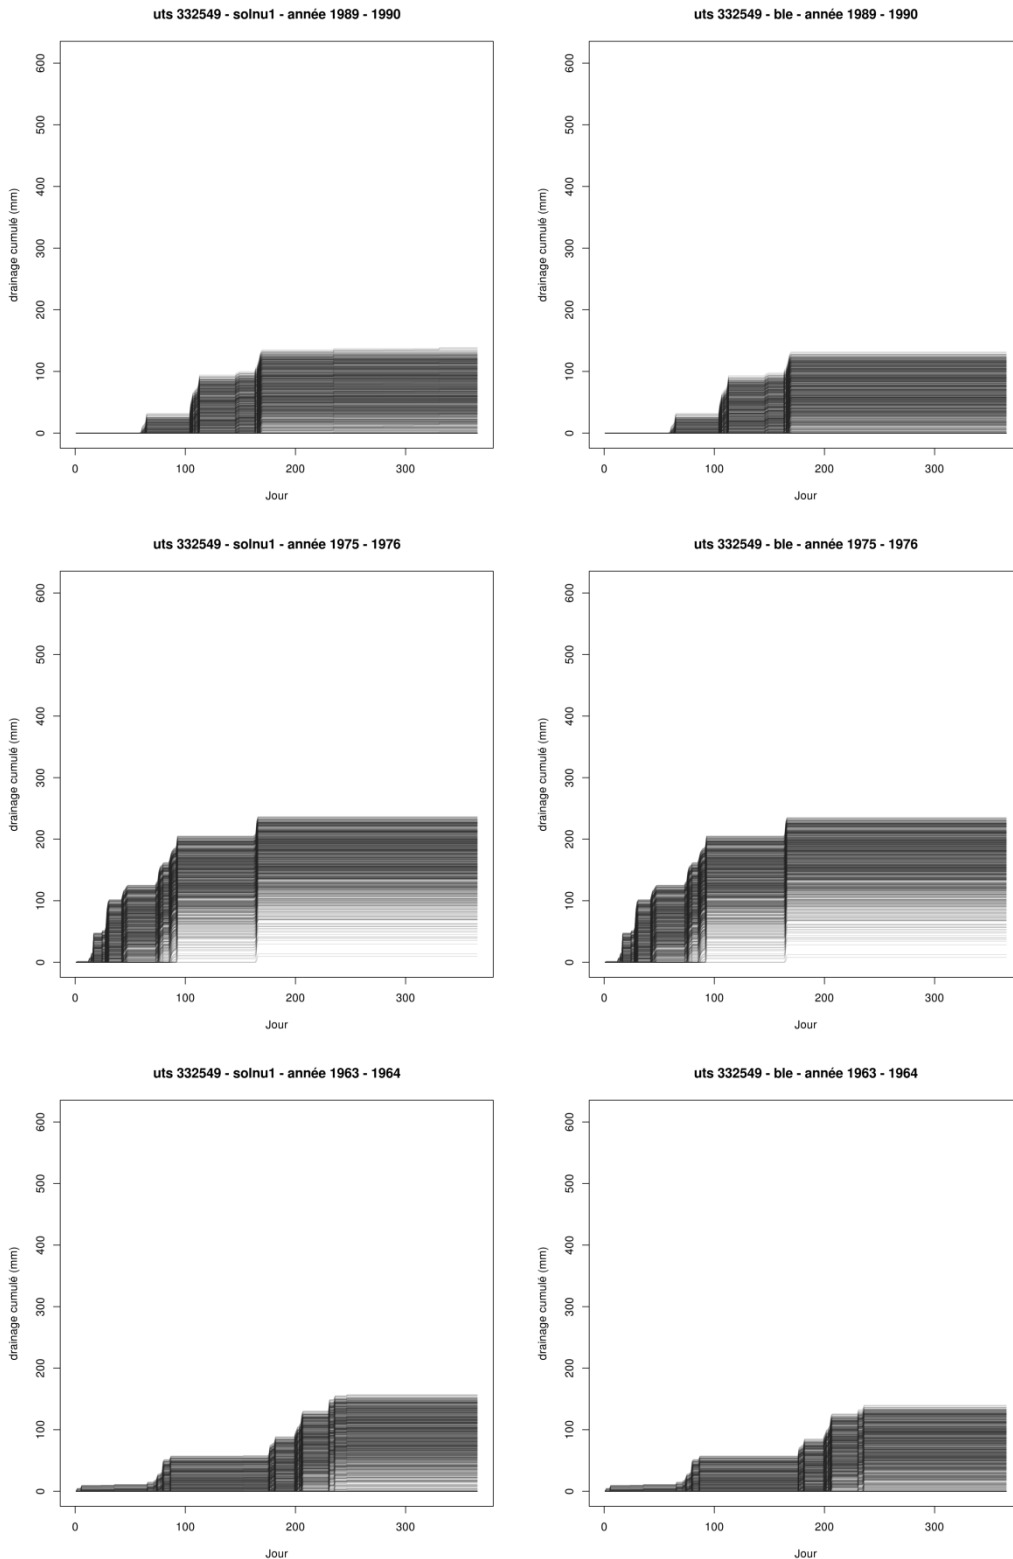 uts 332549 - solnu1 - année 1989 - 1990
600
500
400
300
200
100
0
drainage cumulé (mm)
0 100 200 300
Jour
uts 332549 - ble - année 1989 - 1990
600
500
400
300
200
100
0
drainage cumulé (mm)
0 100 200 300
Jour
uts 332549 - solnu1 - année 1975 - 1976
600
500
400
300
200
100
0
drainage cumulé (mm)
0 100 200 300
Jour
uts 332549 - ble - année 1975 - 1976
600
500
400
300
200
100
0
drainage cumulé (mm)
0 100 200 300
Jour
uts 332549 - solnu1 - année 1963 - 1964
600
500
400
300
200
100
0
drainage cumulé (mm)
0 100 200 300
Jour
uts 332549 - ble - année 1963 - 1964
600
500
400
300
200
100
0
drainage cumulé (mm)
0 100 200 300
Jour